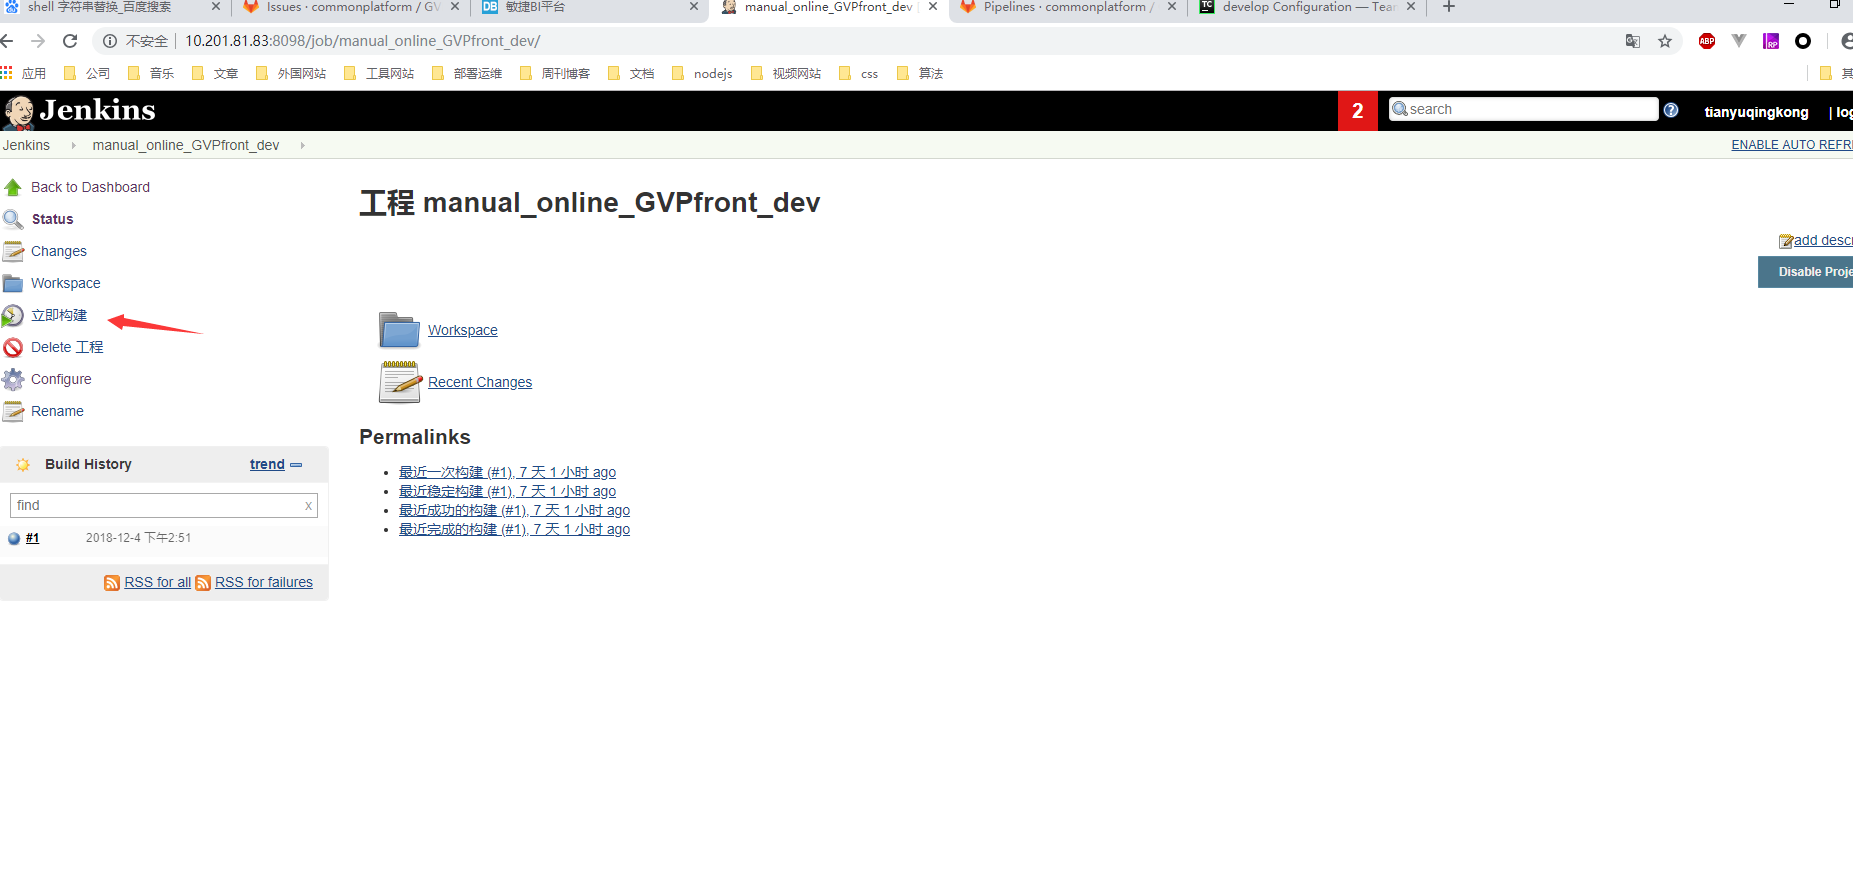 shell 字符串替换_百度搜索
Issues · commonplatform / GV
DB 敏捷BI平台
manual_online_GVPfront_dev
Pipelines · commonplatform /
TC develop Configuration — Tea
不安全 10.201.81.83:8098/job/manual_online_GVPfront_dev/
ABP
RP
应用 公司 音乐 文章 外国网站 工具网站 部署运维 周刊博客 文档 nodejs 视频网站 css 算法
Jenkins
2
search
?
tianyuqingkong
| log
Jenkins
manual_online_GVPfront_dev
ENABLE AUTO REFR
Back to Dashboard
Status
Changes
Workspace
立即构建
Delete 工程
Configure
Rename
工程 manual_online_GVPfront_dev
add descr
Disable Proje
Workspace
Recent Changes
Permalinks
最近一次构建 (#1), 7 天 1 小时 ago
最近稳定构建 (#1), 7 天 1 小时 ago
最近成功的构建 (#1), 7 天 1 小时 ago
最近完成的构建 (#1), 7 天 1 小时 ago
Build History
trend
find
x
#1
2018-12-4 下午2:51
RSS for all
RSS for failures